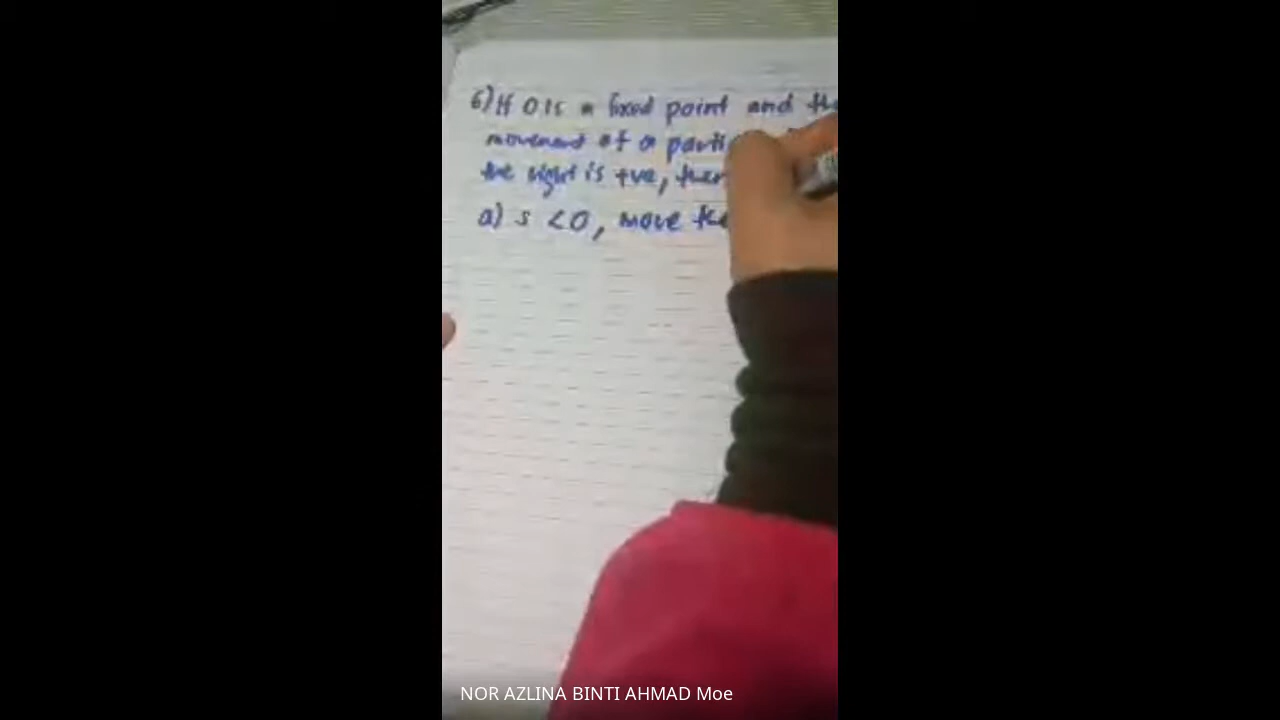 6) If O is a fixed point and the
movement of a parti
the right is +ve, then
a) s < 0, move the
NOR AZLINA BINTI AHMAD Moe